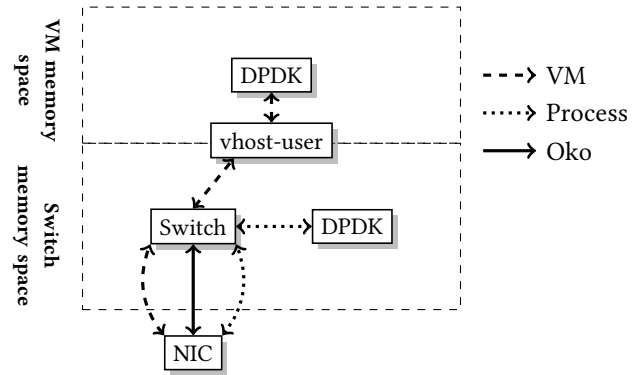 VM memory
space
DPDK
vhost-user
Switch
memory space
Switch
DPDK
NIC
VM
Process
Oko